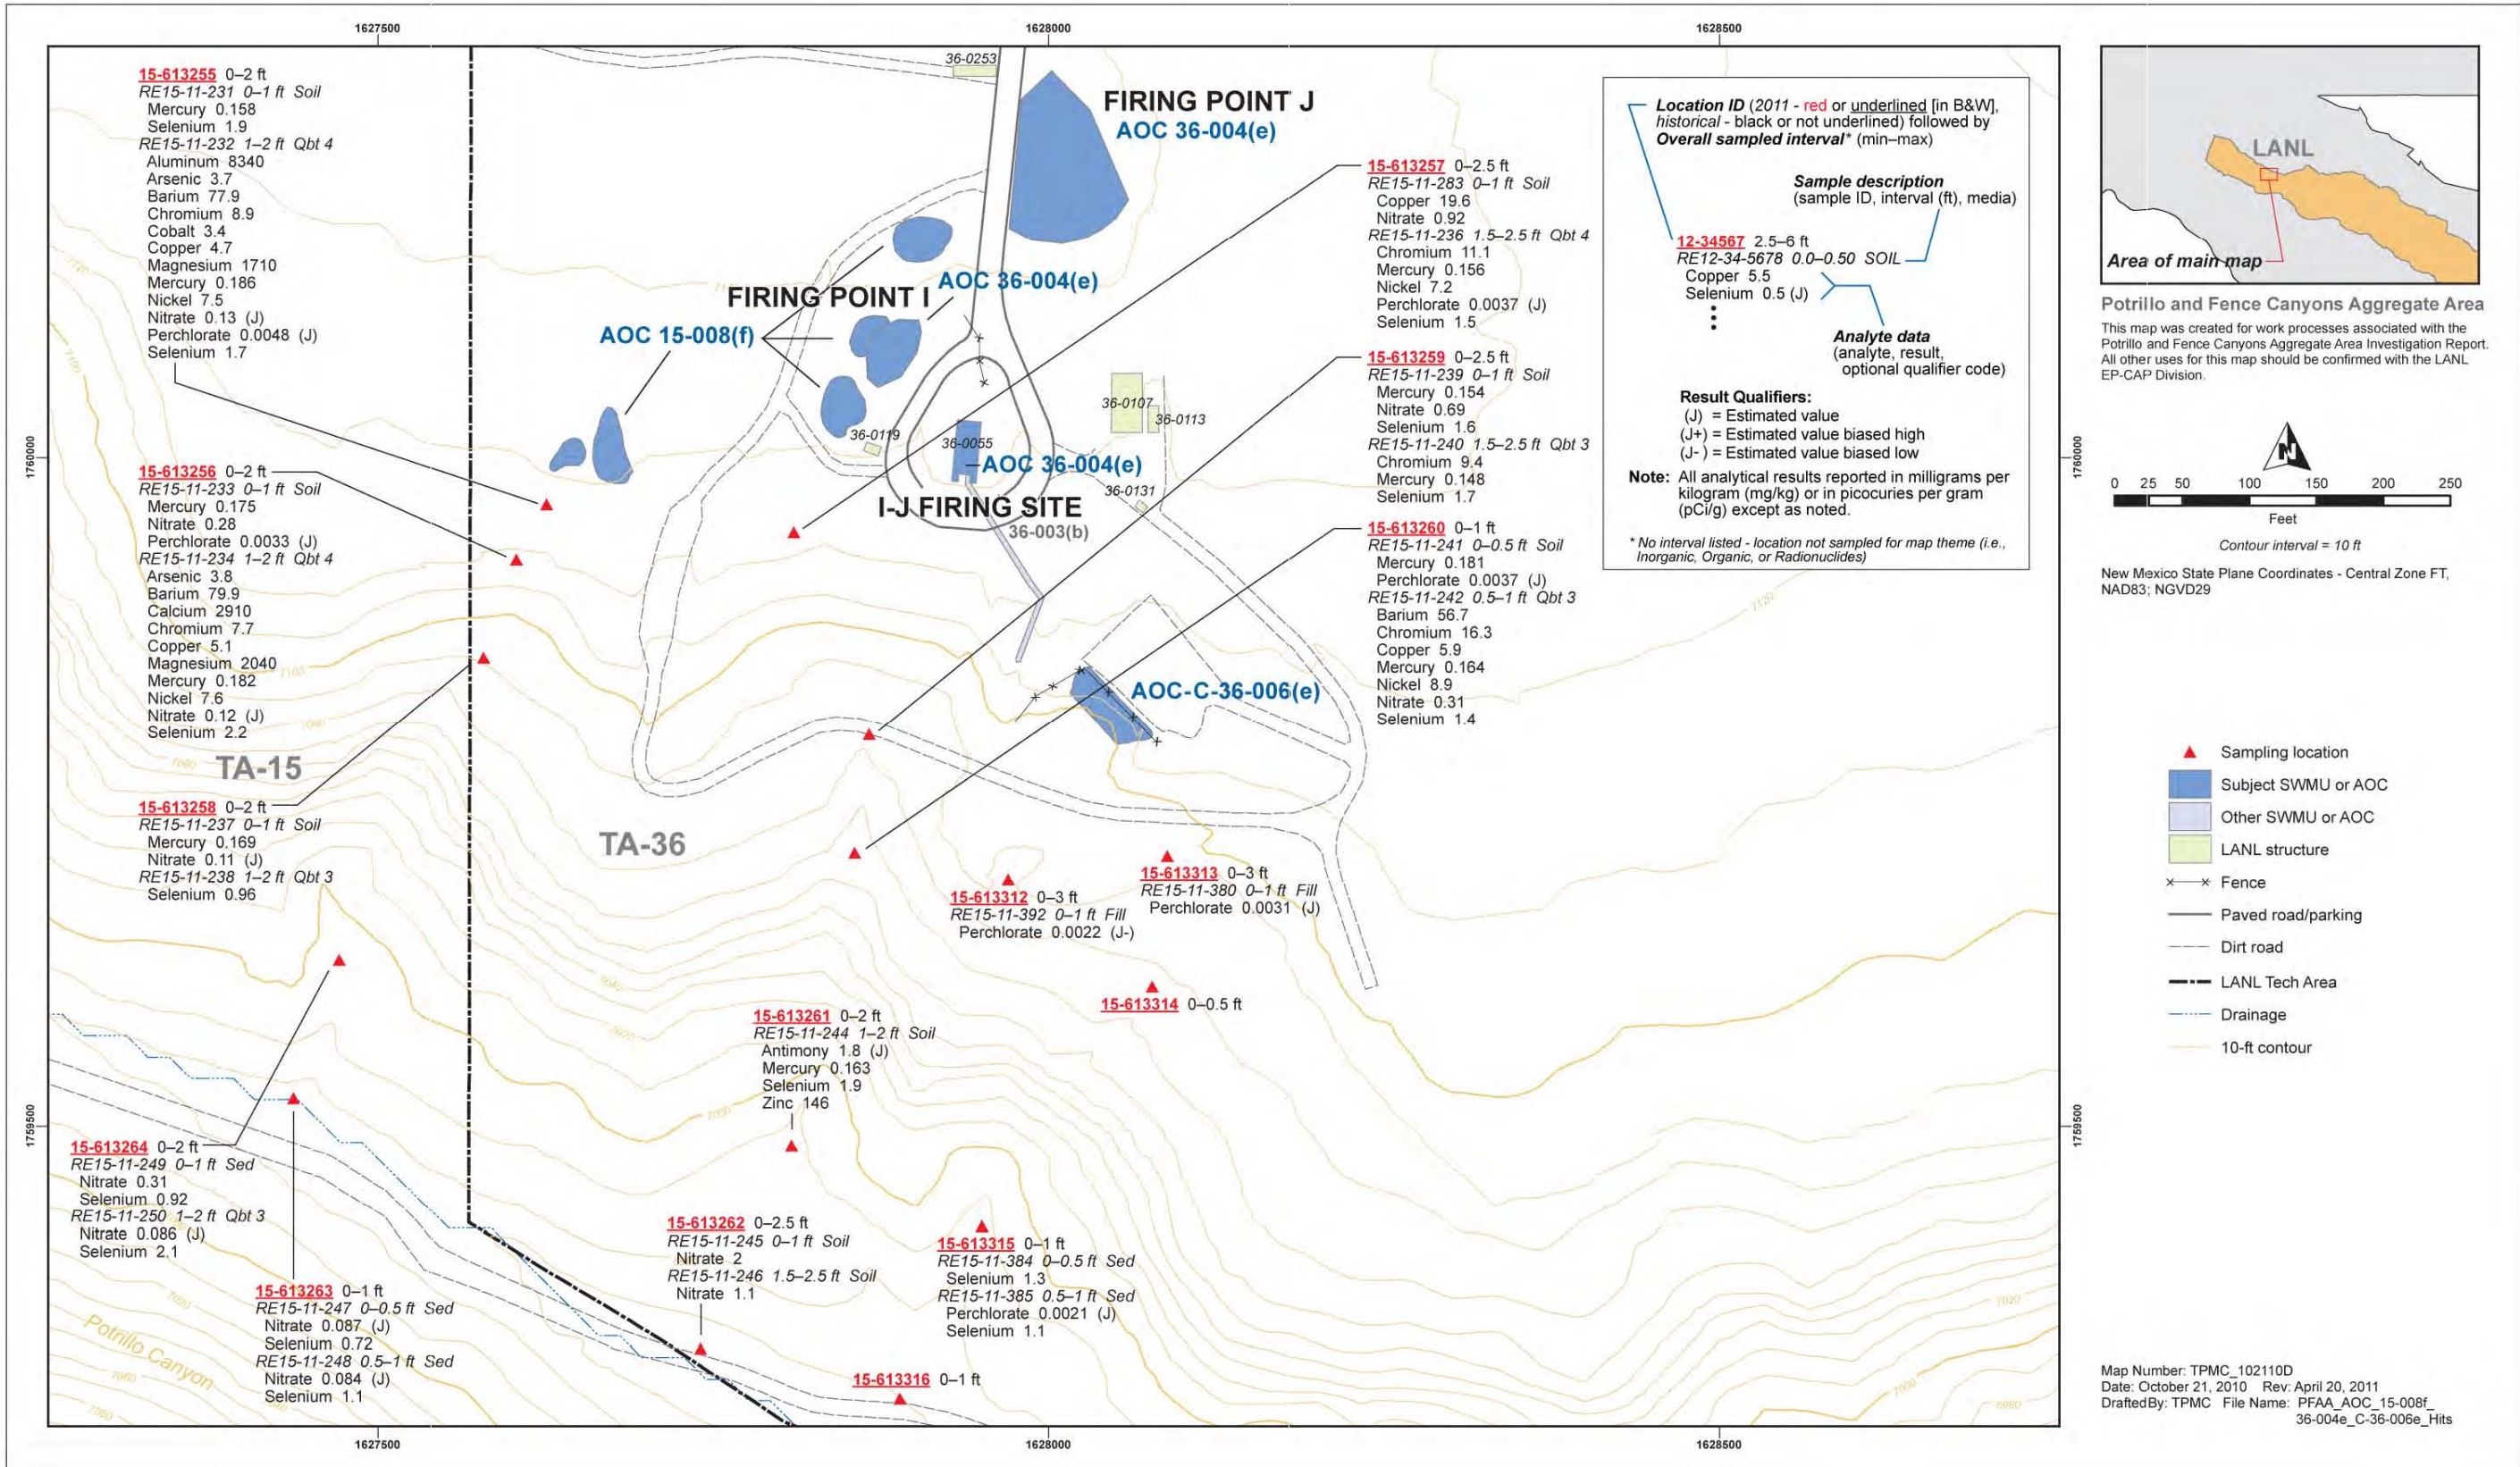 1627500
1628000
1628500
15-613255 0–2 ft
RE15-11-231 0–1 ft Soil
Mercury 0.158
Selenium 1.9
RE15-11-232 1–2 ft Qbt 4
Aluminum 8340
Arsenic 3.7
Barium 77.9
Chromium 8.9
Cobalt 3.4
Copper 4.7
Magnesium 1710
Mercury 0.186
Nickel 7.5
Nitrate 0.13 (J)
Perchlorate 0.0048 (J)
Selenium 1.7
15-613256 0–2 ft
RE15-11-233 0–1 ft Soil
Mercury 0.175
Nitrate 0.28
Perchlorate 0.0033 (J)
RE15-11-234 1–2 ft Qbt 4
Arsenic 3.8
Barium 79.9
Calcium 2910
Chromium 7.7
Copper 5.1
Magnesium 2040
Mercury 0.182
Nickel 7.6
Nitrate 0.12 (J)
Selenium 2.2
TA-15
15-613258 0–2 ft
RE15-11-237 0–1 ft Soil
Mercury 0.169
Nitrate 0.11 (J)
RE15-11-238 1–2 ft Qbt 3
Selenium 0.96
15-613264 0–2 ft
RE15-11-249 0–1 ft Sed
Nitrate 0.31
Selenium 0.92
RE15-11-250 1–2 ft Qbt 3
Nitrate 0.086 (J)
Selenium 2.1
15-613263 0–1 ft
RE15-11-247 0–0.5 ft Sed
Nitrate 0.087 (J)
Selenium 0.72
RE15-11-248 0.5–1 ft Sed
Nitrate 0.084 (J)
Selenium 1.1
Potrillo Canyon
7020
7060
7080
7120
7100
7100
7080
36-0253
FIRING POINT J
AOC 36-004(e)
FIRING POINT I
AOC 36-004(e)
AOC 15-008(f)
36-0119
36-0055
AOC 36-004(e)
36-0107
36-0113
36-0131
I-J FIRING SITE
36-003(b)
AOC-C-36-006(e)
TA-36
7120
7020
7000
15-613257 0–2.5 ft
RE15-11-283 0–1 ft Soil
Copper 19.6
Nitrate 0.92
RE15-11-236 1.5–2.5 ft Qbt 4
Chromium 11.1
Mercury 0.156
Nickel 7.2
Perchlorate 0.0037 (J)
Selenium 1.5
15-613259 0–2.5 ft
RE15-11-239 0–1 ft Soil
Mercury 0.154
Nitrate 0.69
Selenium 1.6
RE15-11-240 1.5–2.5 ft Qbt 3
Chromium 9.4
Mercury 0.148
Selenium 1.7
15-613260 0–1 ft
RE15-11-241 0–0.5 ft Soil
Mercury 0.181
Perchlorate 0.0037 (J)
RE15-11-242 0.5–1 ft Qbt 3
Barium 56.7
Chromium 16.3
Copper 5.9
Mercury 0.164
Nickel 8.9
Nitrate 0.31
Selenium 1.4
15-613312 0–3 ft
RE15-11-392 0–1 ft Fill
Perchlorate 0.0022 (J-)
15-613313 0–3 ft
RE15-11-380 0–1 ft Fill
Perchlorate 0.0031 (J)
15-613314 0–0.5 ft
15-613261 0–2 ft
RE15-11-244 1–2 ft Soil
Antimony 1.8 (J)
Mercury 0.163
Selenium 1.9
Zinc 146
15-613262 0–2.5 ft
RE15-11-245 0–1 ft Soil
Nitrate 2
RE15-11-246 1.5–2.5 ft Soil
Nitrate 1.1
15-613315 0–1 ft
RE15-11-384 0–0.5 ft Sed
Selenium 1.3
RE15-11-385 0.5–1 ft Sed
Perchlorate 0.0021 (J)
Selenium 1.1
15-613316 0–1 ft
7020
7000
6980
Location ID (2011 - red or underlined [in B&W],
historical - black or not underlined) followed by
Overall sampled interval* (min–max)
Sample description
(sample ID, interval (ft), media)
12-34567 2.5–6 ft
RE12-34-5678 0.0–0.50 SOIL
Copper 5.5
Selenium 0.5 (J)
Analyte data
(analyte, result,
optional qualifier code)
Result Qualifiers:
(J) = Estimated value
(J+) = Estimated value biased high
(J- ) = Estimated value biased low
Note: All analytical results reported in milligrams per
kilogram (mg/kg) or in picocuries per gram
(pCi/g) except as noted.
* No interval listed - location not sampled for map theme (i.e.,
Inorganic, Organic, or Radionuclides)
1760000
1759500
1760000
1759500
1627500
1628000
1628500
LANL
Area of main map
Potrillo and Fence Canyons Aggregate Area
This map was created for work processes associated with the
Potrillo and Fence Canyons Aggregate Area Investigation Report.
All other uses for this map should be confirmed with the LANL
EP-CAP Division.
N
0 25 50 100 150 200 250
Feet
Contour interval = 10 ft
New Mexico State Plane Coordinates - Central Zone FT,
NAD83; NGVD29
Sampling location
Subject SWMU or AOC
Other SWMU or AOC
LANL structure
Fence
Paved road/parking
Dirt road
LANL Tech Area
Drainage
10-ft contour
Map Number: TPMC_102110D
Date: October 21, 2010 Rev: April 20, 2011
DraftedBy: TPMC File Name: PFAA_AOC_15-008f_
36-004e_C-36-006e_Hits